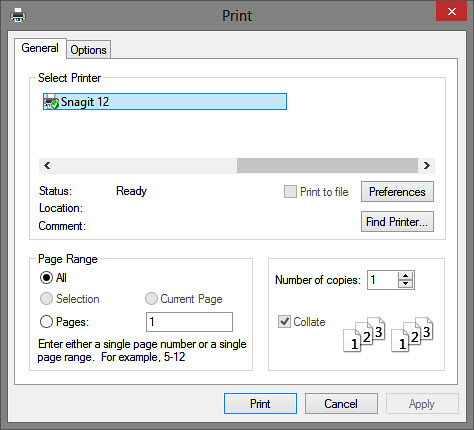 Print
General
Options
Select Printer
Snagit 12
Status: Ready
Print to file
Preferences
Location:
Comment:
Find Printer...
Page Range
All
Selection
Current Page
Pages: 1
Enter either a single page number or a single
page range. For example, 5-12
Number of copies: 1
Collate
1 2 3 1 2 3
Print
Cancel
Apply